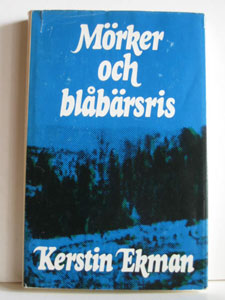 Mörker
och
blåbärsris
Kerstin Ekman